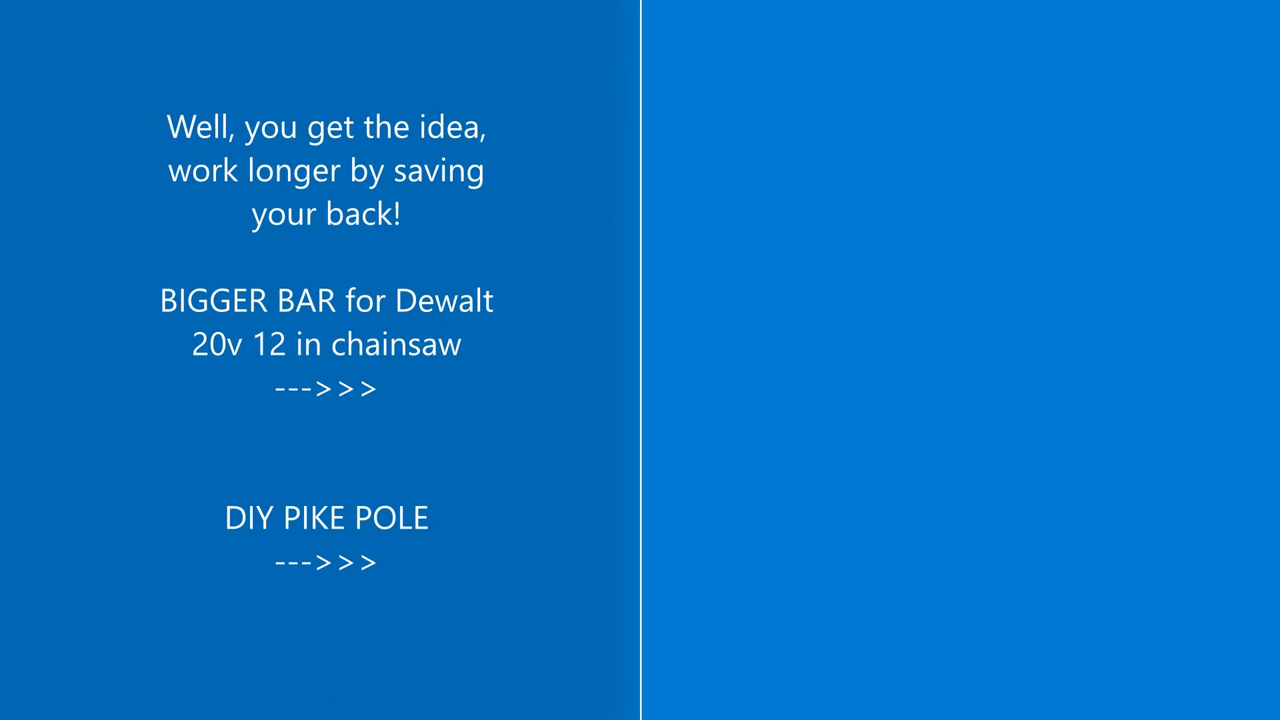 Well, you get the idea,
work longer by saving
your back!
BIGGER BAR for Dewalt
20v 12 in chainsaw
--->>>
DIY PIKE POLE
--->>>